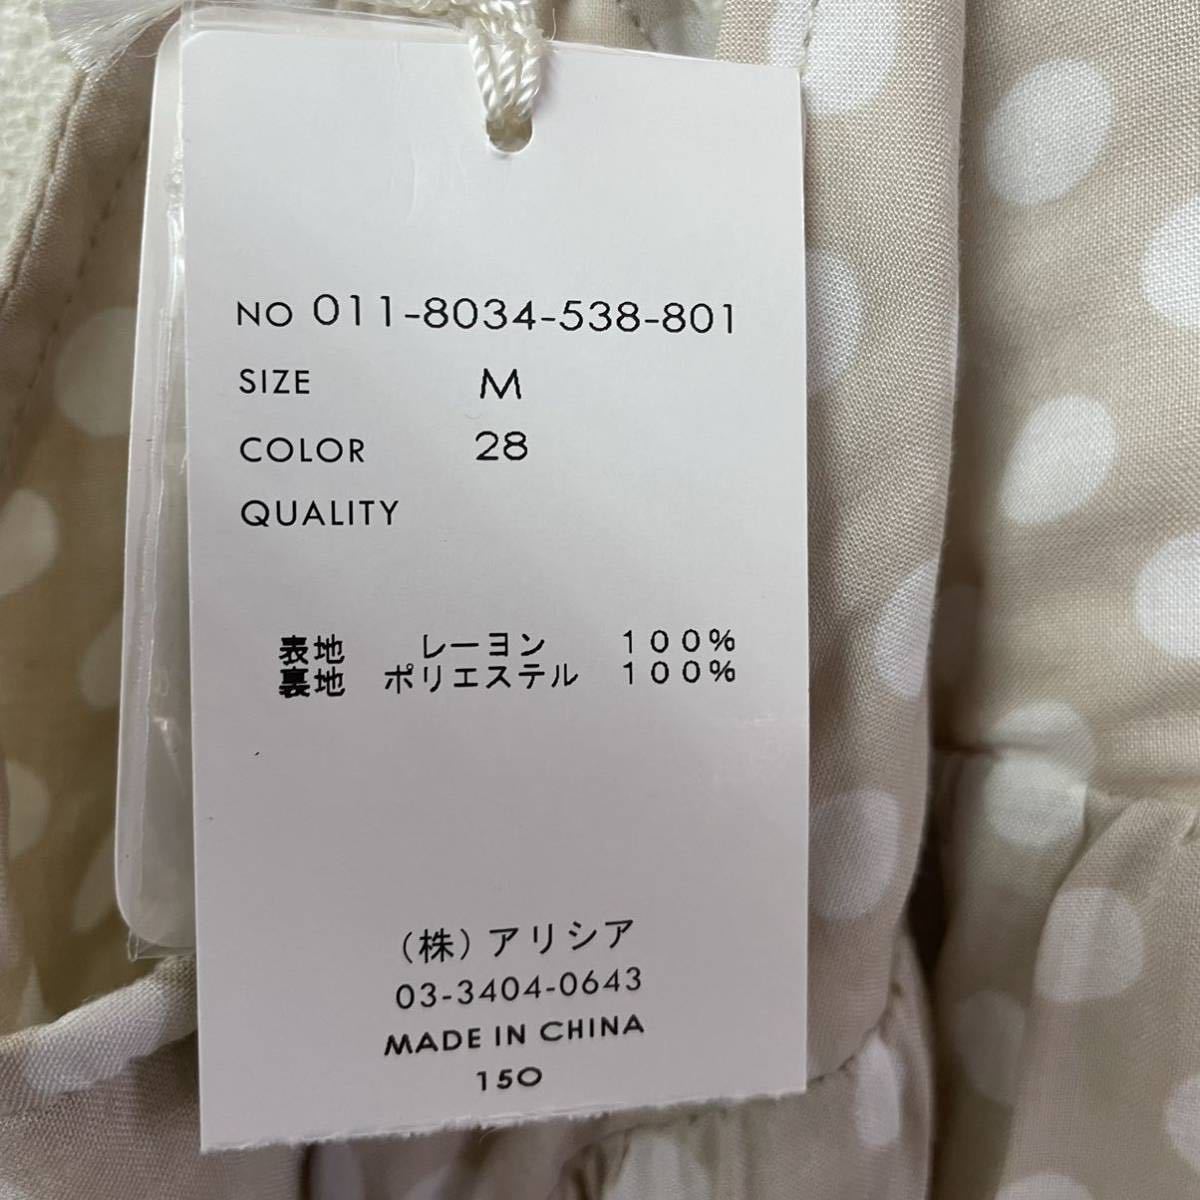 NO 011-8034-538-801
SIZE M
COLOR 28
QUALITY
表地 レーヨン 100%
裏地 ポリエステル 100%
(株)アリシア
03-3404-0643
MADE IN CHINA
150